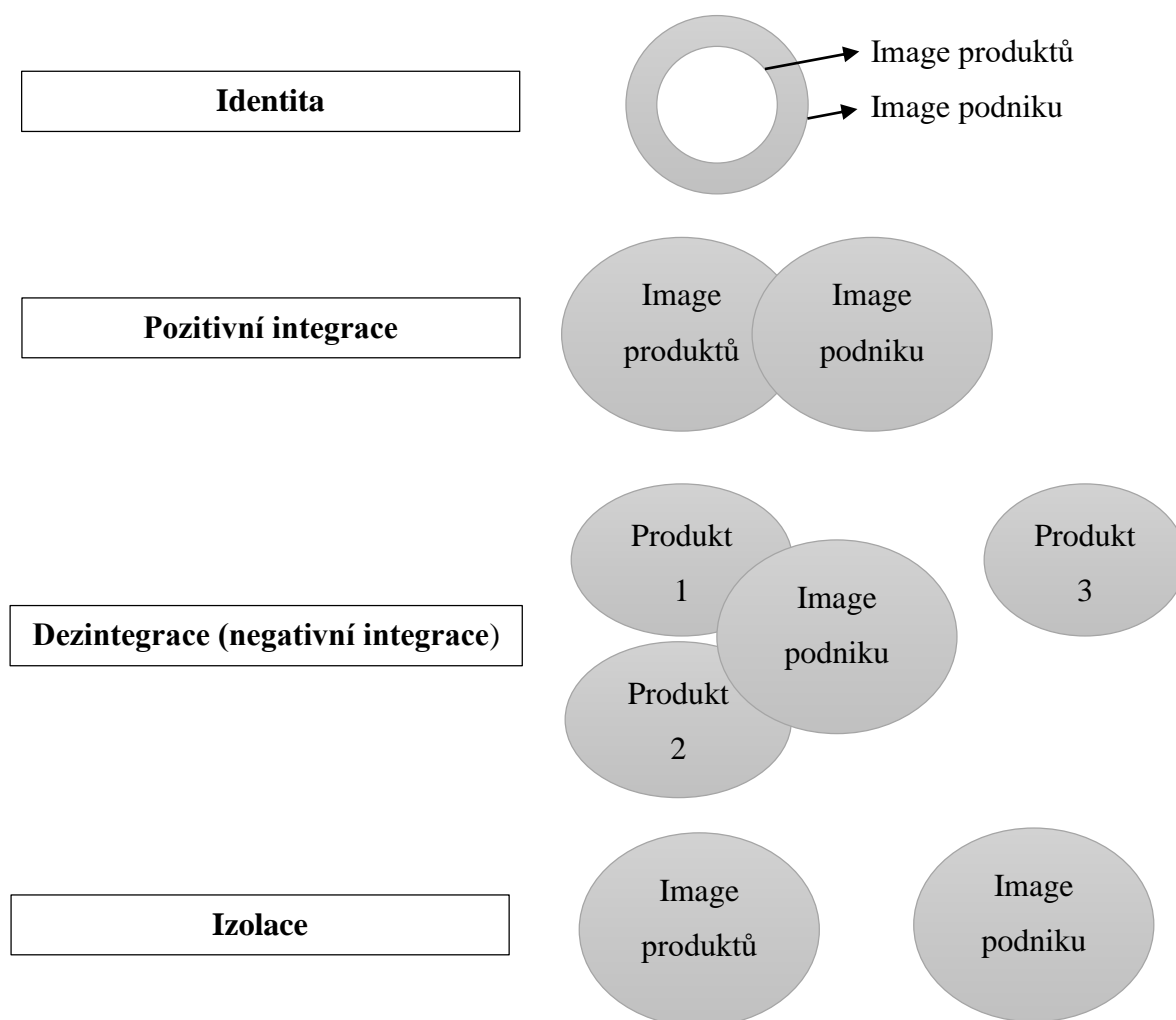 Identita
Image produktů
Image podniku
Pozitivní integrace
Image
produktů
Image
podniku
Dezintegrace (negativní integrace)
Produkt
1
Produkt
2
Image
podniku
Produkt
3
Izolace
Image
produktů
Image
podniku